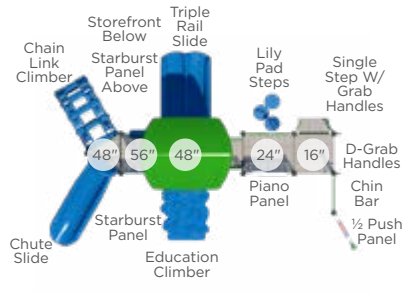 Chain
Link
Climber
Storefront
Below
Starburst
Panel
Above
Triple
Rail
Slide
Lily
Pad
Steps
Single
Step W/
Grab
Handles
48"
56"
48"
24"
16"
D-Grab
Handles
Chin
Bar
½ Push
Panel
Piano
Panel
Starburst
Panel
Chute
Slide
Education
Climber